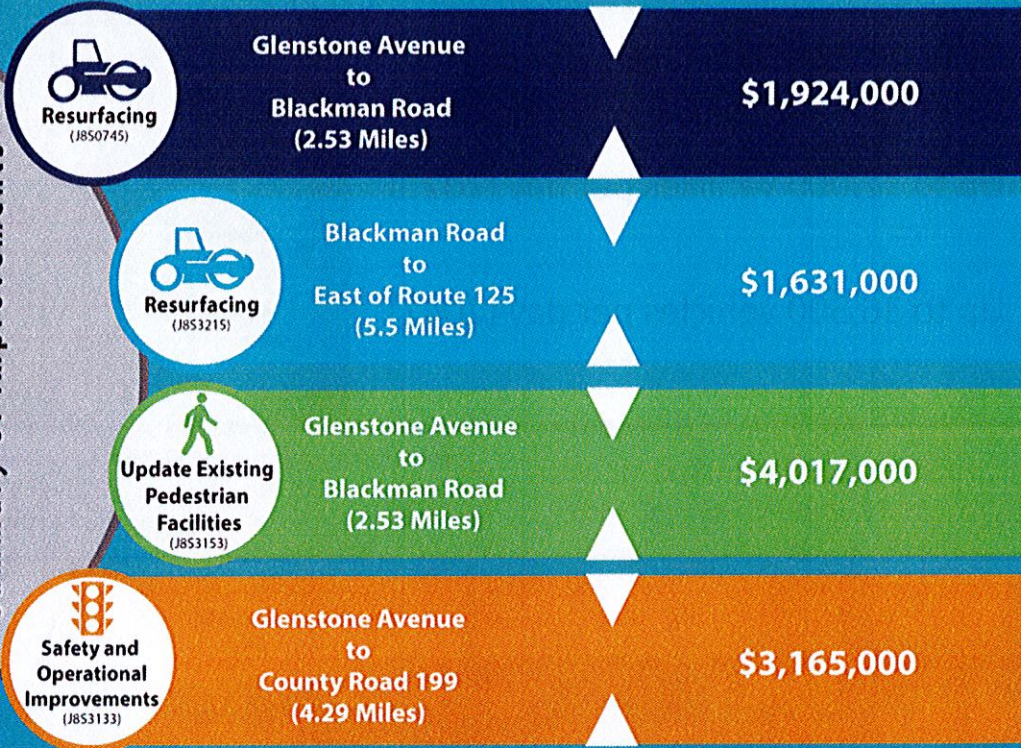 Resurfacing
(J8S0745)
Glenstone Avenue
to
Blackman Road
(2.53 Miles)
$1,924,000
Resurfacing
(J8S3215)
Blackman Road
to
East of Route 125
(5.5 Miles)
$1,631,000
Update Existing
Pedestrian
Facilities
(J8S3153)
Glenstone Avenue
to
Blackman Road
(2.53 Miles)
$4,017,000
Safety and
Operational
Improvements
(J8S3133)
Glenstone Avenue
to
County Road 199
(4.29 Miles)
$3,165,000